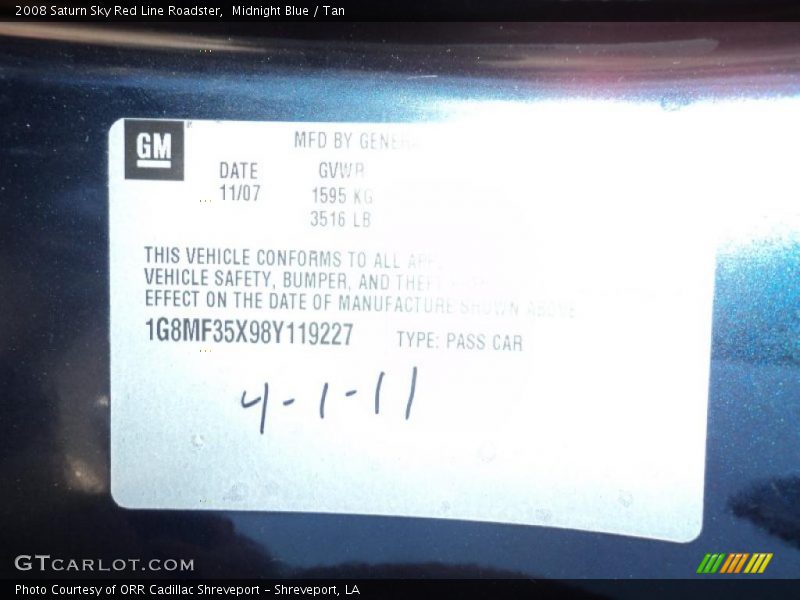 2008 Saturn Sky Red Line Roadster, Midnight Blue / Tan
GM
MFD BY GENERA
DATE GVWR
11/07 1595 KG
3516 LB
THIS VEHICLE CONFORMS TO ALL APP
VEHICLE SAFETY, BUMPER, AND THEFT
EFFECT ON THE DATE OF MANUFACTURE SHOWN ABOVE
1G8MF35X98Y119227 TYPE: PASS CAR
4-1-11
GTCARLOT.COM
Photo Courtesy of ORR Cadillac Shreveport - Shreveport, LA